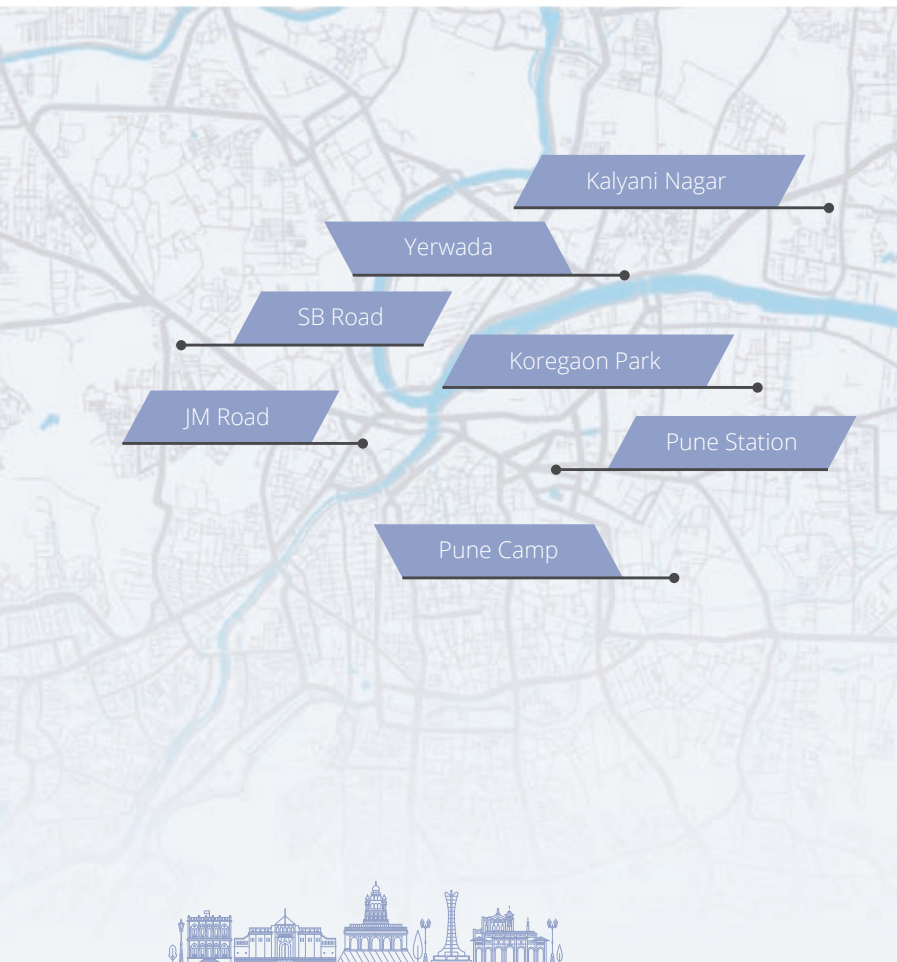 Kalyani Nagar
Yerwada
SB Road
Koregaon Park
JM Road
Pune Station
Pune Camp